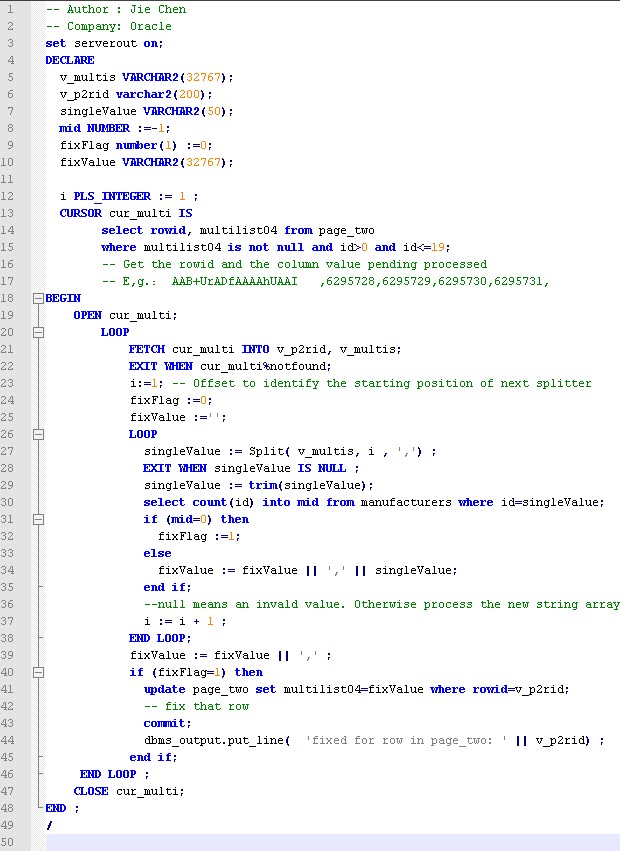 1 -- Author : Jie Chen
2 -- Company: Oracle
3 set serverout on;
4 DECLARE
5 v_multis VARCHAR2(32767);
6 v_p2rid varchar2(200);
7 singleValue VARCHAR2(50);
8 mid NUMBER :=-1;
9 fixFlag number(1) :=0;
10 fixValue VARCHAR2(32767);
11
12 i PLS_INTEGER := 1 ;
13 CURSOR cur_multi IS
14 select rowid, multilist04 from page_two
15 where multilist04 is not null and id>0 and id<=19;
16 -- Get the rowid and the column value pending processed
17 -- E,g.: AAB+UrADfAAAAhUAAI ,6295728,6295729,6295730,6295731,
18 BEGIN
19 OPEN cur_multi;
20 LOOP
21 FETCH cur_multi INTO v_p2rid, v_multis;
22 EXIT WHEN cur_multi%notfound;
23 i:=1; -- Offset to identify the starting position of next splitter
24 fixFlag :=0;
25 fixValue :='';
26 LOOP
27 singleValue := Split( v_multis, i , ',') ;
28 EXIT WHEN singleValue IS NULL ;
29 singleValue := trim(singleValue);
30 select count(id) into mid from manufacturers where id=singleValue;
31 if (mid=0) then
32 fixFlag :=1;
33 else
34 fixValue := fixValue || ',' || singleValue;
35 end if;
36 --null means an invalid value. Otherwise process the new string array
37 i := i + 1 ;
38 END LOOP;
39 fixValue := fixValue || ',' ;
40 if (fixFlag=1) then
41 update page_two set multilist04=fixValue where rowid=v_p2rid;
42 -- fix that row
43 commit;
44 dbms_output.put_line( 'fixed for row in page_two: ' || v_p2rid) ;
45 end if;
46 END LOOP ;
47 CLOSE cur_multi;
48 END ;
49 /
50